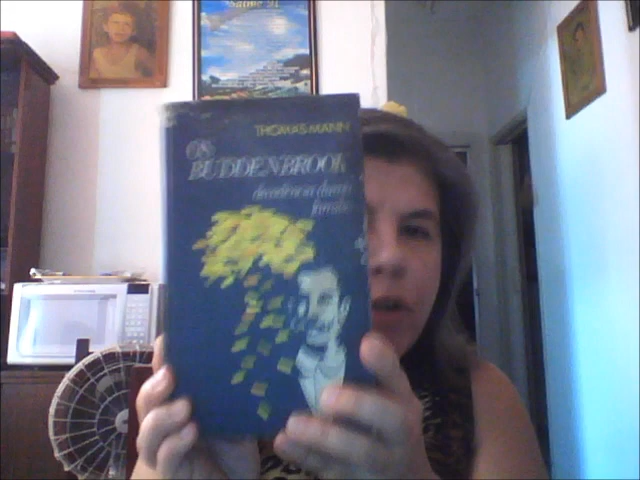 THOMAS MANN
OS
BUDDENBROOK
decadência duma
família